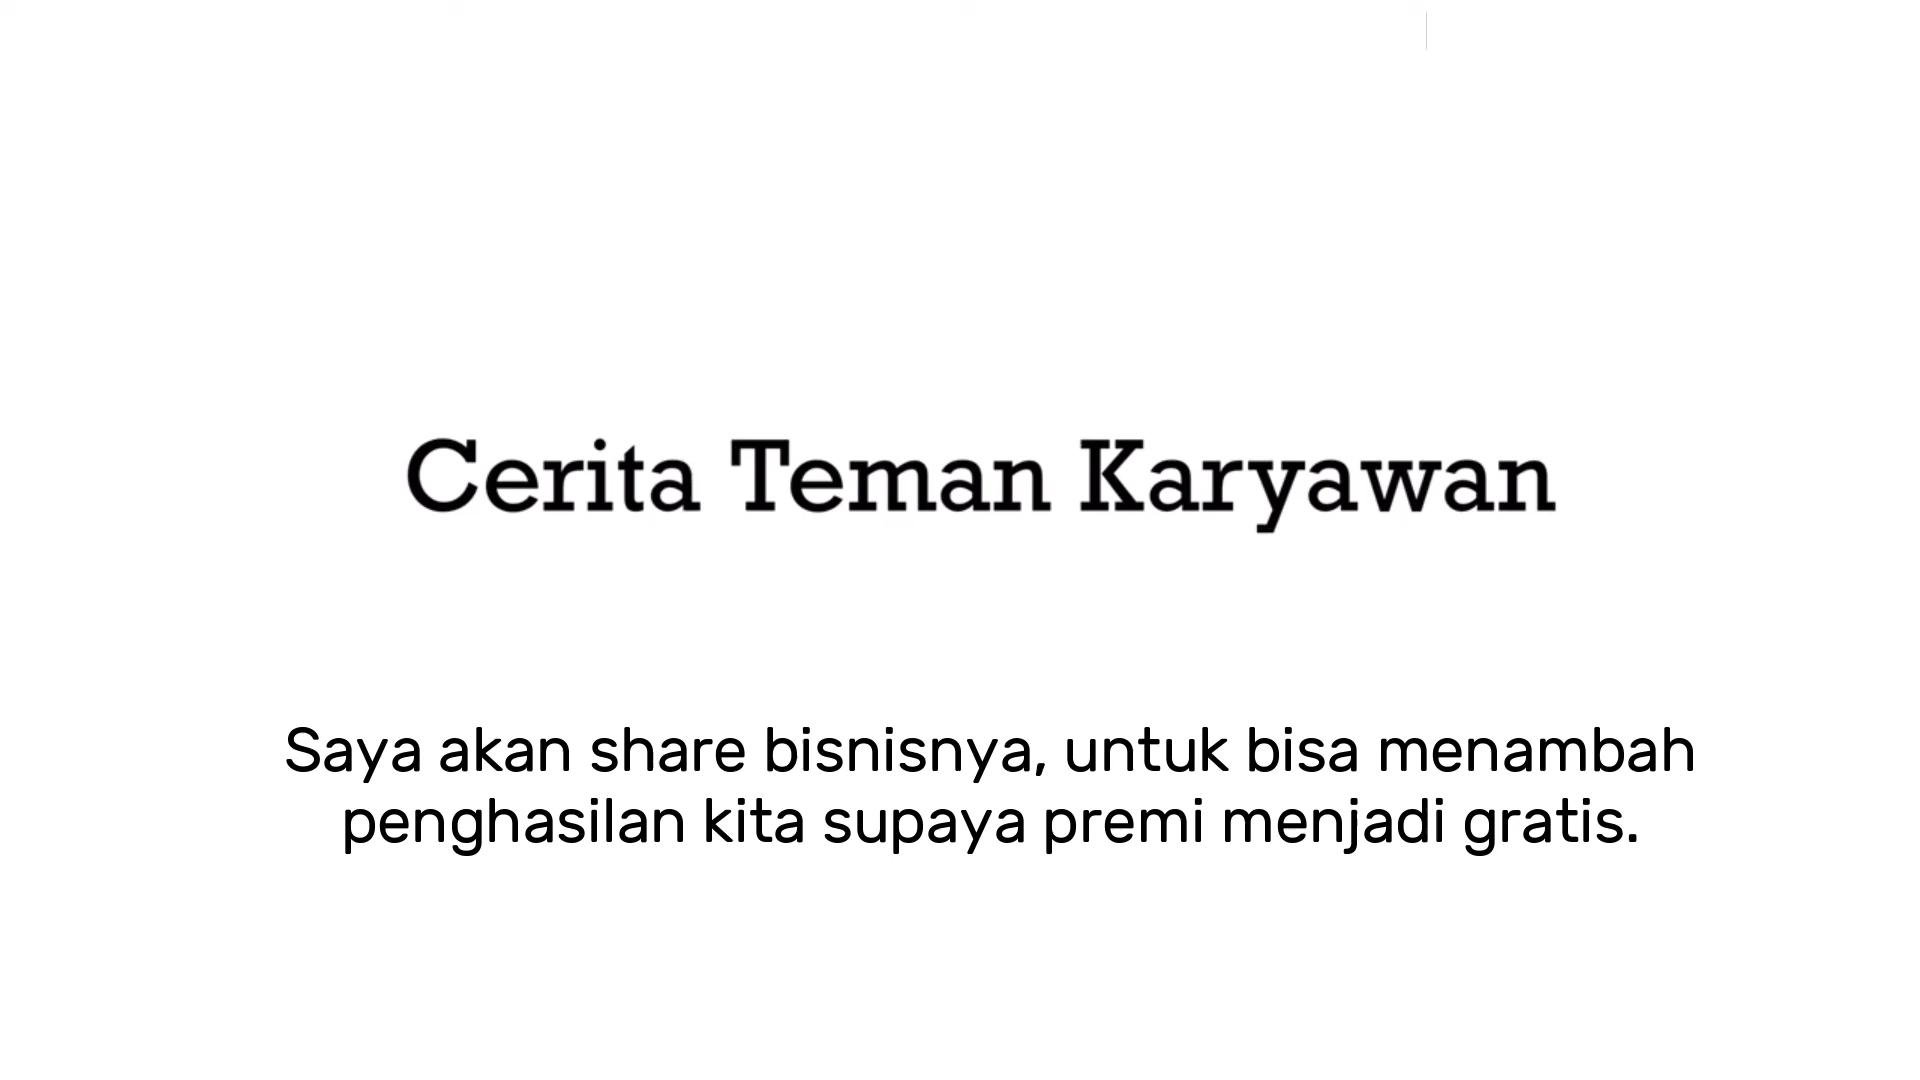 Cerita Teman Karyawan
Saya akan share bisnisnya, untuk bisa menambah
penghasilan kita supaya premi menjadi gratis.